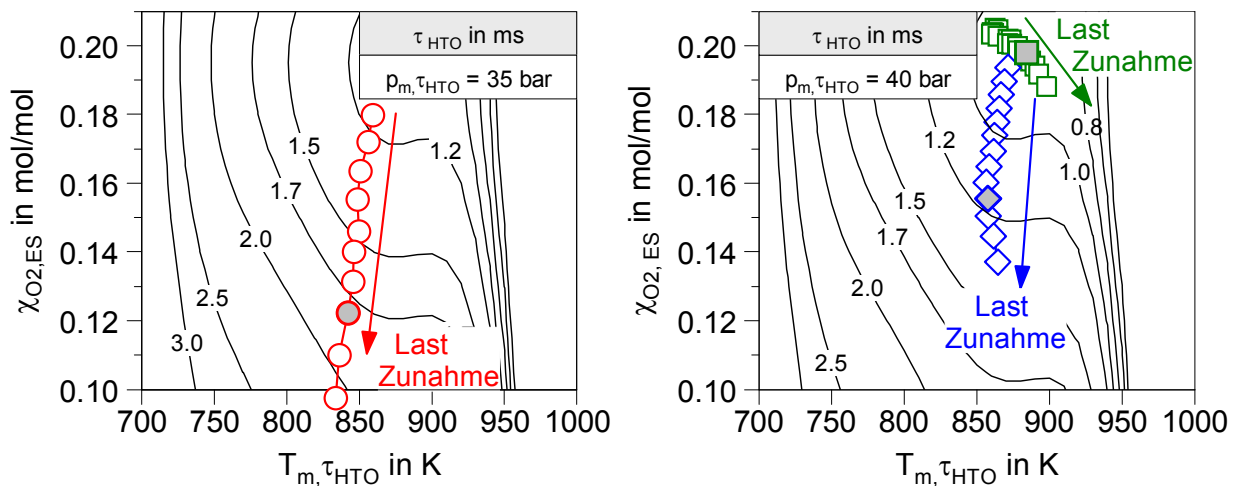 τ HTO in ms
pm,τHTO = 35 bar
χO2,ES in mol/mol
0.20
0.18
0.16
0.14
0.12
0.10
1.5
1.2
1.7
2.0
2.5
3.0
Last
Zunahme
700 750 800 850 900 950 1000
Tm,τHTO in K
τ HTO in ms
pm,τHTO = 40 bar
Last
Zunahme
χO2, ES in mol/mol
0.20
0.18
0.16
0.14
0.12
0.10
0.8
1.2
1.0
1.5
1.7
2.0
2.5
Last
Zunahme
700 750 800 850 900 950 1000
Tm,τHTO in K